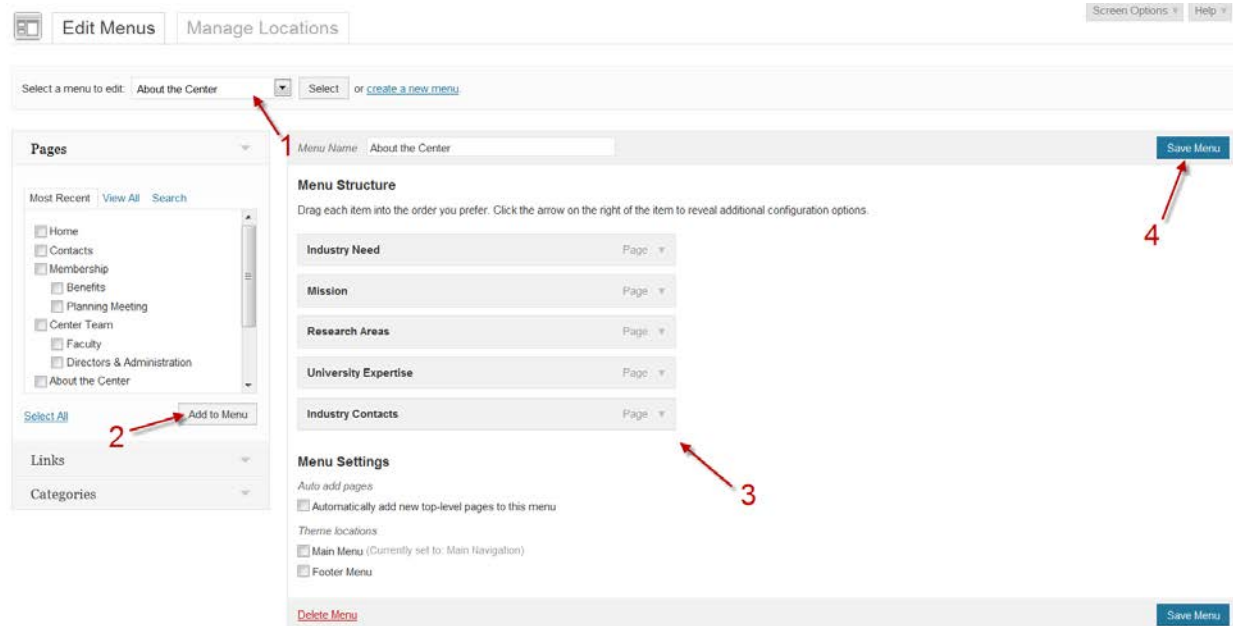 Screen Options Help
Edit Menus Manage Locations
Select a menu to edit: About the Center Select or create a new menu.
1
Pages
Menu Name About the Center Save Menu
Most Recent View All Search
Home
Contacts
Membership
Benefits
Planning Meeting
Center Team
Faculty
Directors & Administration
About the Center
Select All Add to Menu
2
Links
Categories
Menu Structure
Drag each item into the order you prefer. Click the arrow on the right of the item to reveal additional configuration options.
4
Industry Need Page
Mission Page
Research Areas Page
University Expertise Page
Industry Contacts Page
3
Menu Settings
Auto add pages
Automatically add new top-level pages to this menu
Theme locations
Main Menu (Currently set to: Main Navigation)
Footer Menu
Delete Menu Save Menu